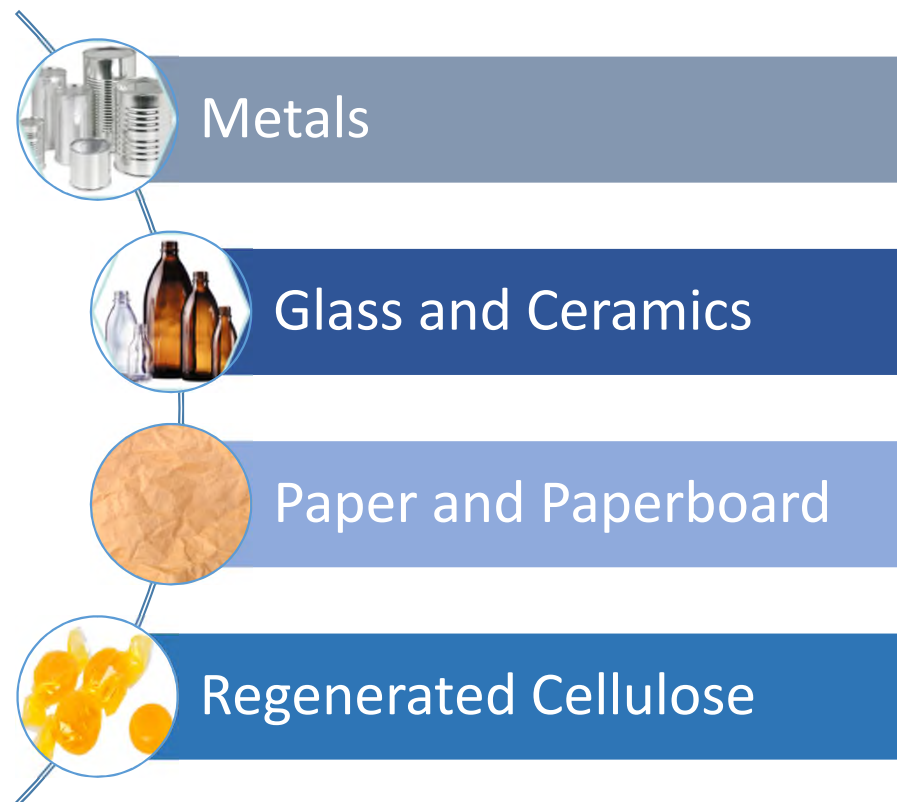 Metals
Glass and Ceramics
Paper and Paperboard
Regenerated Cellulose